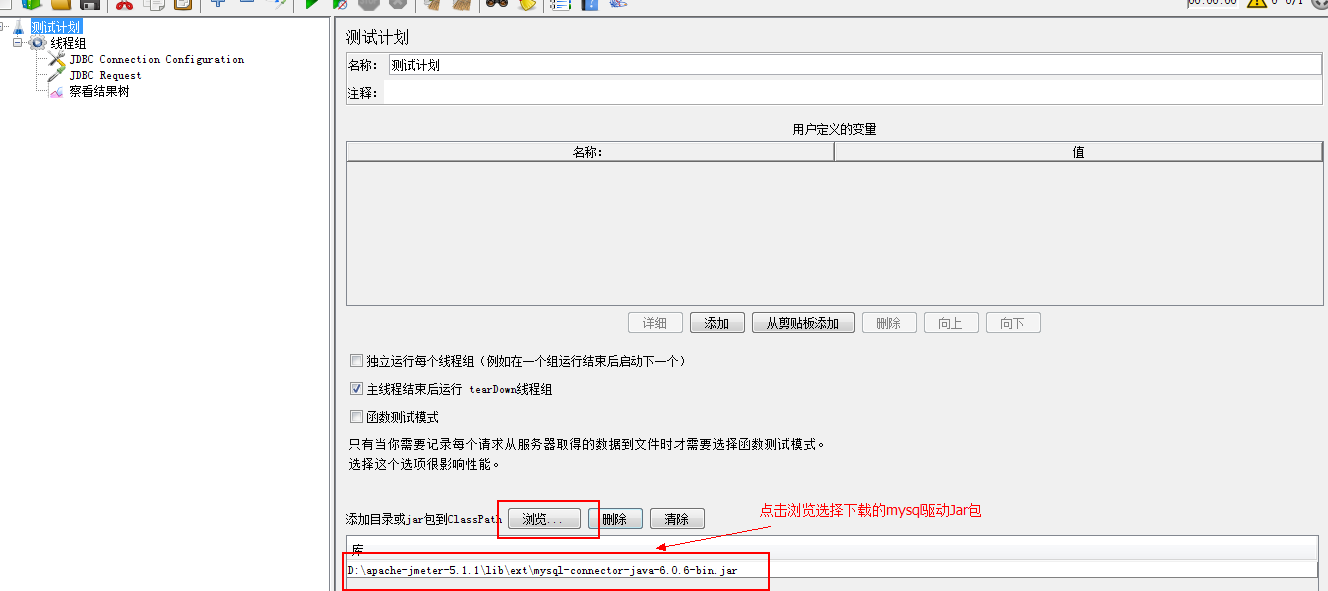 00:00:00
0 0/1
测试计划
线程组
JDBC Connection Configuration
JDBC Request
察看结果树
测试计划
名称: 测试计划
注释:
用户定义的变量
名称: 值
详细 添加 从剪贴板添加 删除 向上 向下
独立运行每个线程组（例如在一个组运行结束后启动下一个）
主线程结束后运行 tearDown线程组
函数测试模式
只有当你需要记录每个请求从服务器取得的数据到文件时才需要选择函数测试模式。
选择这个选项很影响性能。
点击浏览选择下载的mysq驱动Jar包
添加目录或jar包到ClassPath 浏览... 删除 清除
库
D:\apache-jmeter-5.1.1\lib\ext\mysql-connector-java-6.0.6-bin.jar